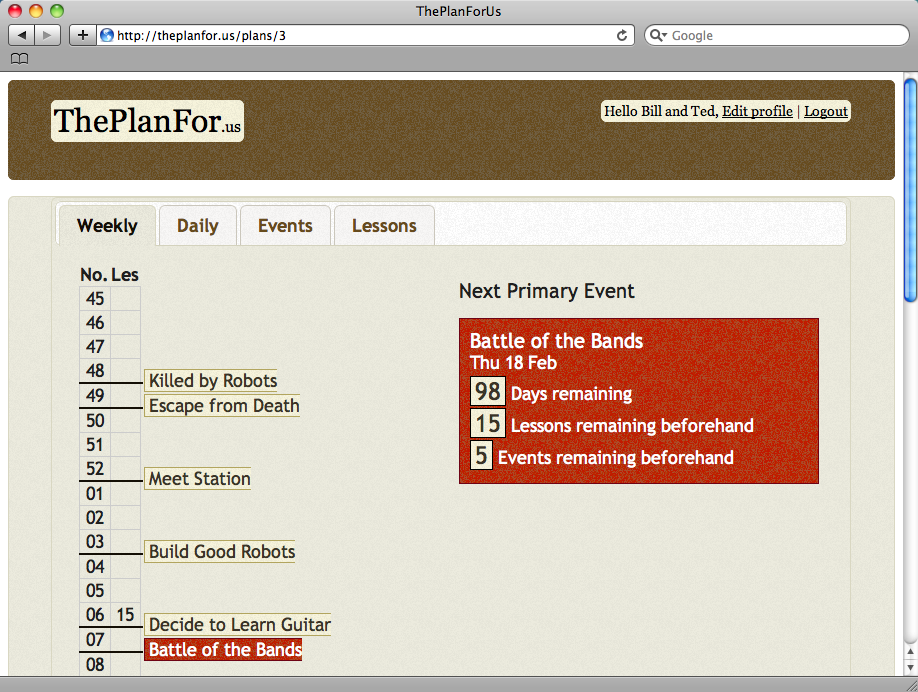 ThePlanForUs
http://theplanfor.us/plans/3
Google
ThePlanFor.us
Hello Bill and Ted, Edit profile | Logout
Weekly Daily Events Lessons
No. Les
45
46
47
48
Killed by Robots
49
Escape from Death
50
51
52
Meet Station
01
02
03
Build Good Robots
04
05
06 15
Decide to Learn Guitar
07
Battle of the Bands
08
Next Primary Event
Battle of the Bands
Thu 18 Feb
98 Days remaining
15 Lessons remaining beforehand
5 Events remaining beforehand